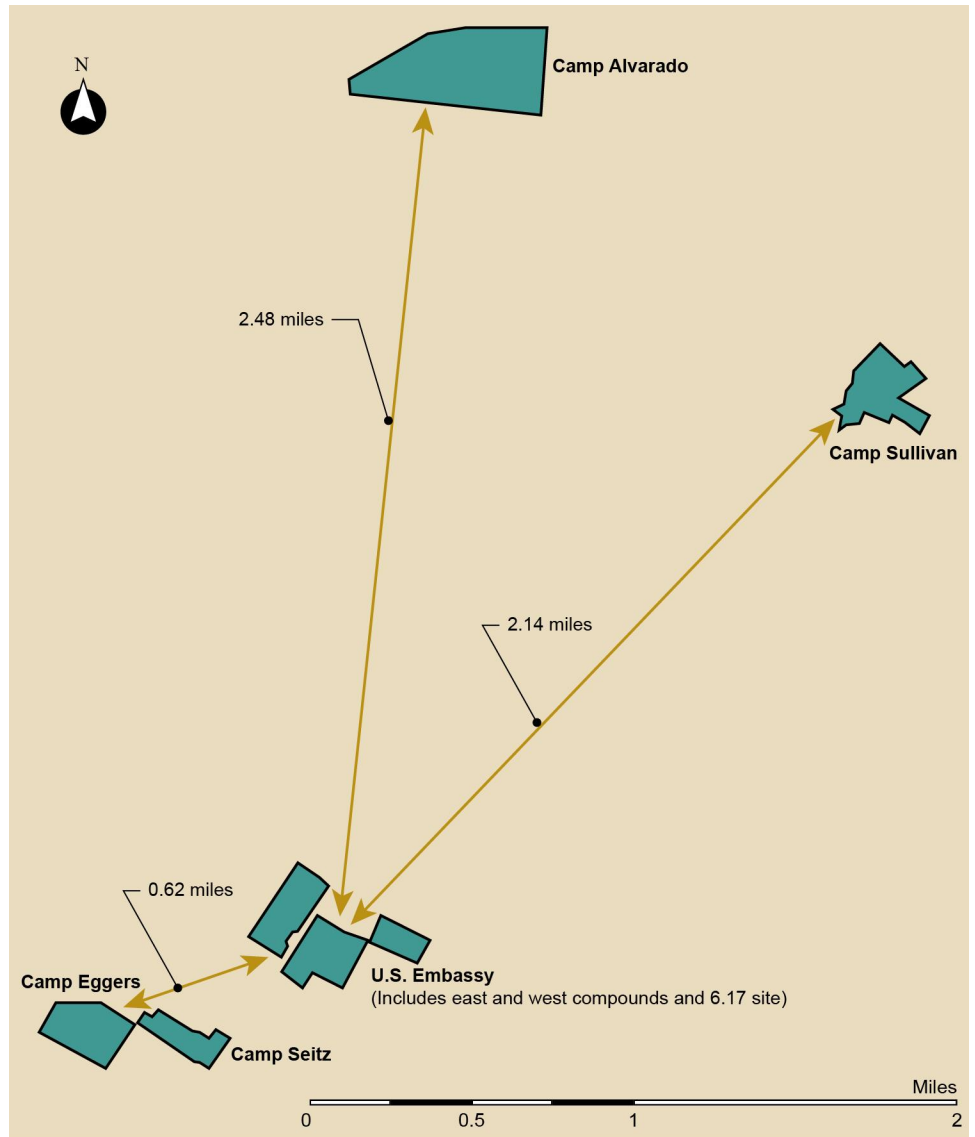 N
Camp Alvarado
2.48 miles
Camp Sullivan
2.14 miles
0.62 miles
U.S. Embassy
(Includes east and west compounds and 6.17 site)
Camp Eggers
Camp Seitz
Miles
0 0.5 1 2